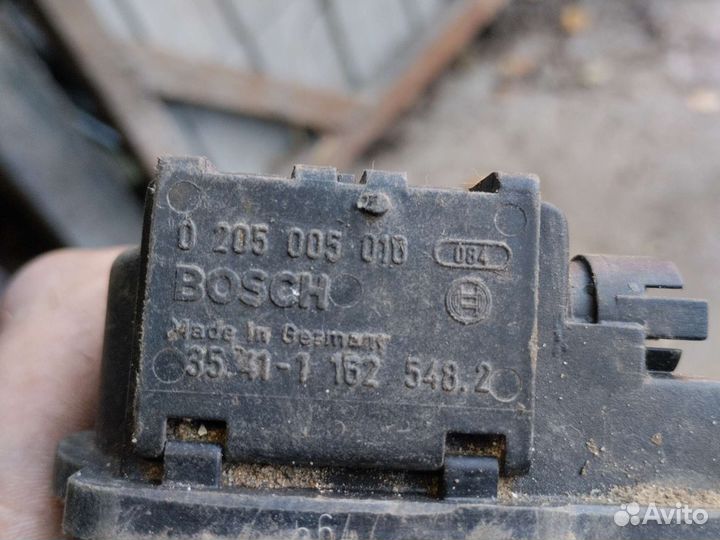 0 205 005 010
084
BOSCH
Made in Germany
35.41-1 162 548.2
Avito